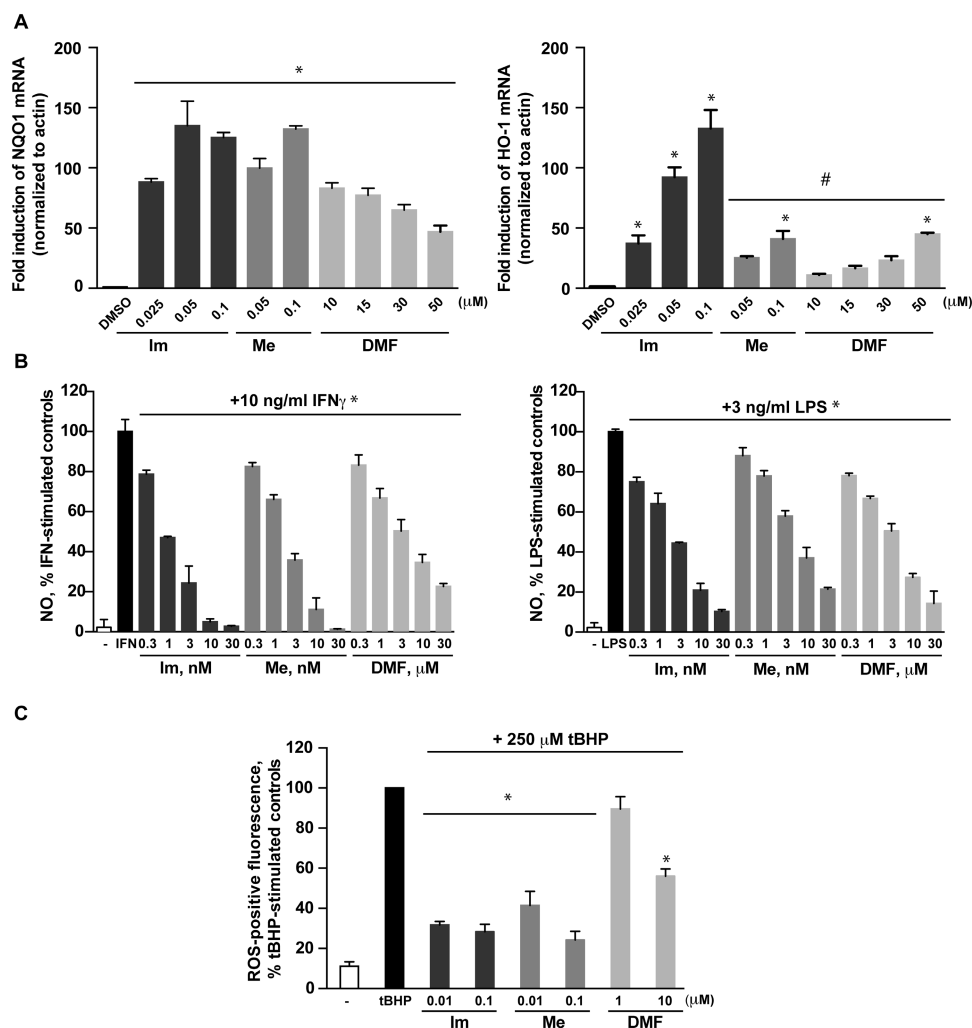 A
Fold induction of NQO1 mRNA
(normalized to actin)
200
150
100
50
0
*
DMSO 0.025 0.05 0.1 0.05 0.1 10 15 30 50 (μM)
Im Me DMF
Fold induction of HO-1 mRNA
(normalized toa actin)
200
150
100
50
0
* * * * *
#
DMSO 0.025 0.05 0.1 0.05 0.1 10 15 30 50 (μM)
Im Me DMF
B
NO, % IFN-stimulated controls
120
100
80
60
40
20
0
+10 ng/ml IFNγ *
- IFN 0.3 1 3 10 30 0.3 1 3 10 30 0.3 1 3 10 30
Im, nM Me, nM DMF, μM
NO, % LPS-stimulated controls
120
100
80
60
40
20
0
+3 ng/ml LPS *
- LPS 0.3 1 3 10 30 0.3 1 3 10 30 0.3 1 3 10 30
Im, nM Me, nM DMF, μM
C
ROS-positive fluorescence,
% tBHP-stimulated controls
120
100
80
60
40
20
0
+ 250 μM tBHP
*
*
- tBHP 0.01 0.1 0.01 0.1 1 10 (μM)
Im Me DMF